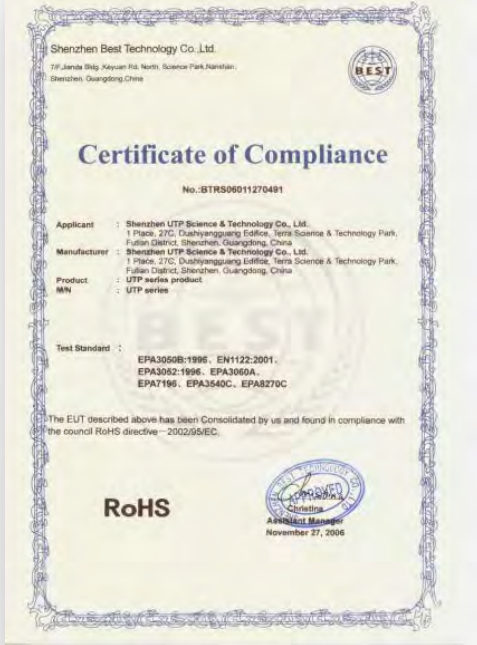 Shenzhen Best Technology Co.,Ltd.
7/F,Jianda Bldg.,Keyuan Rd. North, Science Park,Nanshan,
Shenzhen, Guangdong,China
BEST
Certificate of Compliance
No.:BTRS06011270491
Applicant : Shenzhen UTP Science & Technology Co., Ltd.
1 Place, 27C, Dushiyangguang Edifice, Terra Science & Technology Park,
Futian District, Shenzhen, Guangdong, China
Manufacturer : Shenzhen UTP Science & Technology Co., Ltd.
1 Place, 27C, Dushiyangguang Edifice, Terra Science & Technology Park,
Futian District, Shenzhen, Guangdong, China
Product : UTP series product
M/N : UTP series
BEST
Test Standard :
EPA3050B:1996、EN1122:2001、
EPA3052:1996、EPA3060A、
EPA7196、EPA3540C、EPA8270C
The EUT described above has been Consolidated by us and found in compliance with
the council RoHS directive—2002/95/EC.
RoHS
APPROVED
Christina
Assistant Manager
November 27, 2006